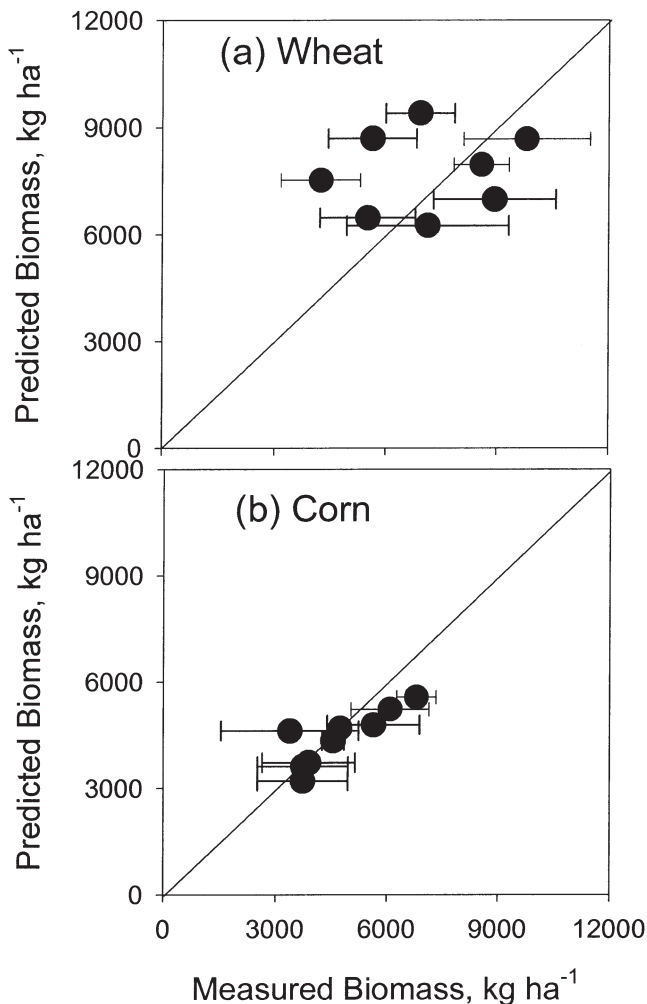 12000
(a) Wheat
9000
6000
3000
0
Predicted Biomass, kg ha-1
12000
(b) Corn
9000
6000
3000
0
Predicted Biomass, kg ha-1
0 3000 6000 9000 12000
Measured Biomass, kg ha-1